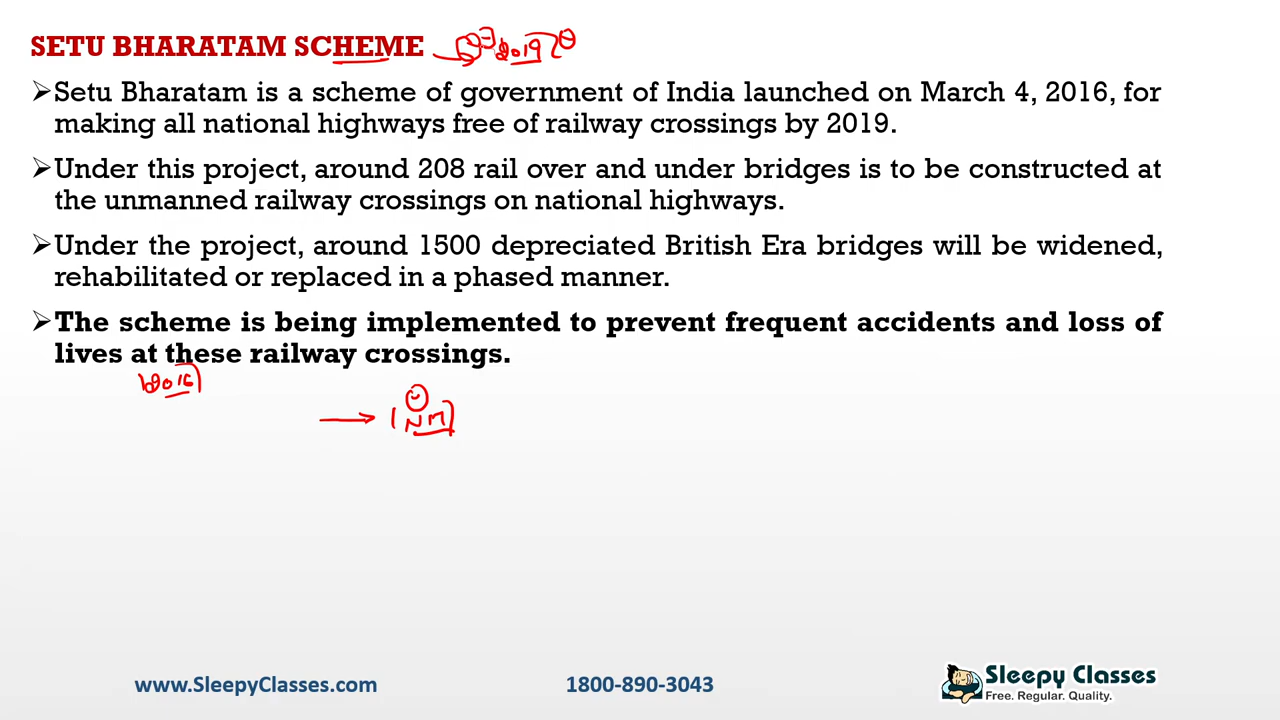 SETU BHARATAM SCHEME 2019
➢Setu Bharatam is a scheme of government of India launched on March 4, 2016, for
making all national highways free of railway crossings by 2019.
➢Under this project, around 208 rail over and under bridges is to be constructed at
the unmanned railway crossings on national highways.
➢Under the project, around 1500 depreciated British Era bridges will be widened,
rehabilitated or replaced in a phased manner.
➢The scheme is being implemented to prevent frequent accidents and loss of
lives at these railway crossings.
2016
www.SleepyClasses.com 1800-890-3043 Sleepy Classes
Free. Regular. Quality.